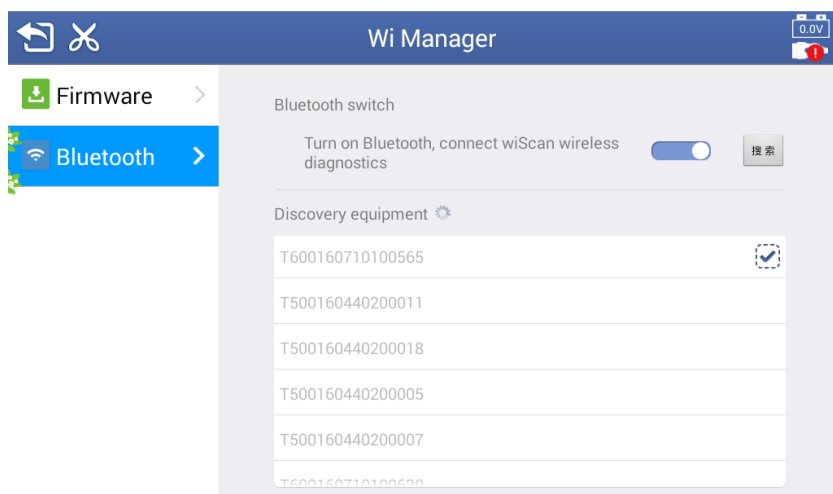 Wi Manager
0.0V
Firmware
Bluetooth
Bluetooth switch
Turn on Bluetooth, connect wiScan wireless
diagnostics
搜索
Discovery equipment
T600160710100565
T500160440200011
T500160440200018
T500160440200005
T500160440200007
T600160710100620